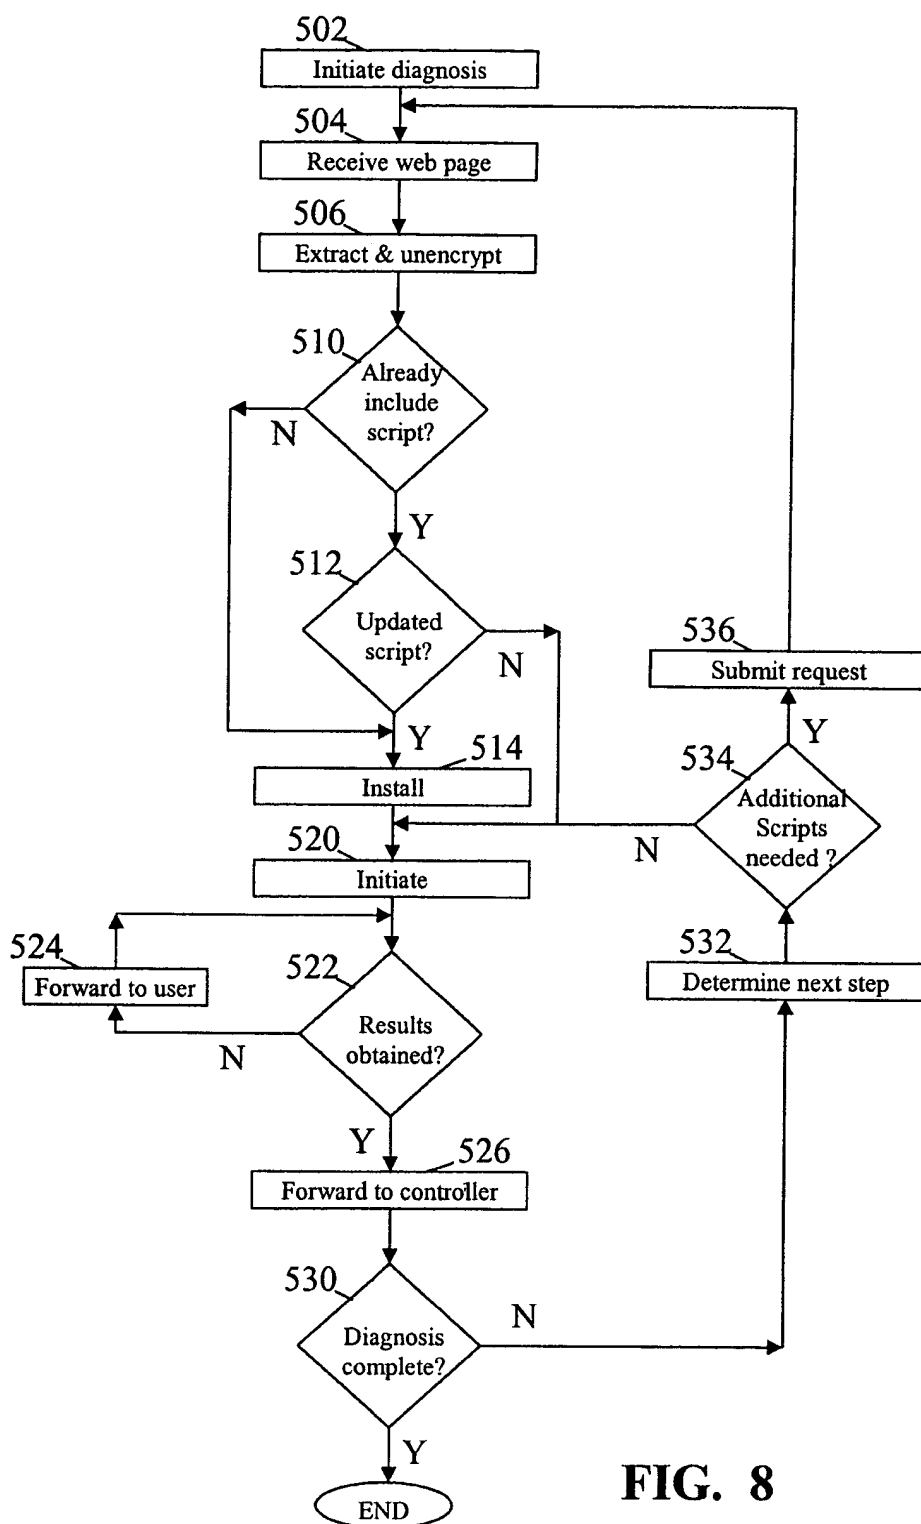 502
Initiate diagnosis
504
Receive web page
506
Extract & unencrypt
510
Already
include
script?
N
Y
512
Updated
script?
N
Y
536
Submit request
Y
534
Additional
Scripts
needed ?
N
514
Install
520
Initiate
524
Forward to user
522
Results
obtained?
N
Y
532
Determine next step
526
Forward to controller
530
Diagnosis
complete?
N
Y
END
FIG. 8